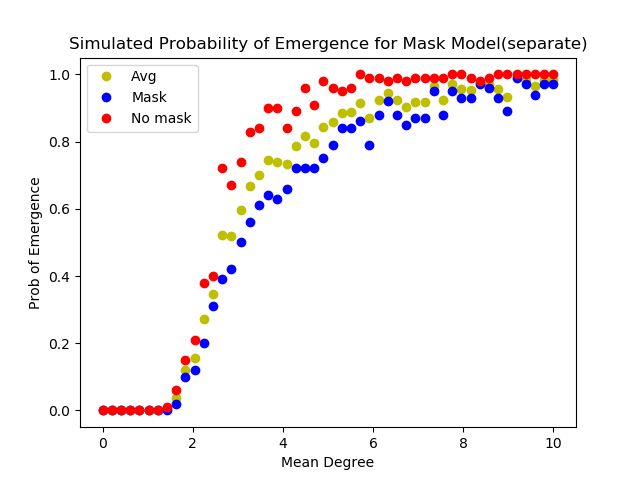 Simulated Probability of Emergence for Mask Model(separate)
Avg
Mask
No mask
1.0
0.8
0.6
0.4
0.2
0.0
Prob of Emergence
0 2 4 6 8 10
Mean Degree